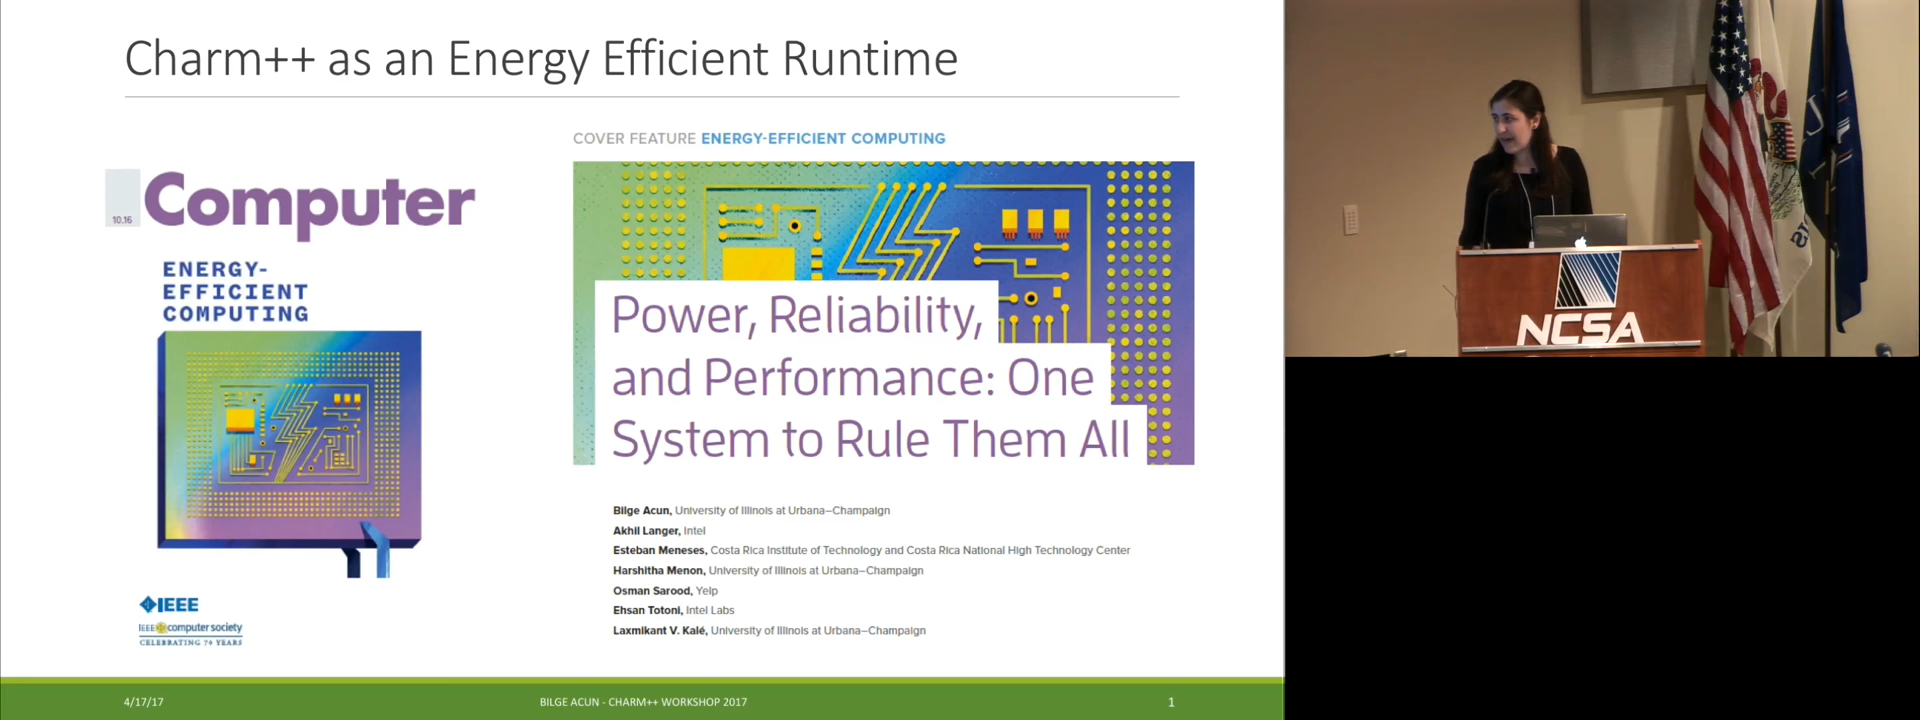 Charm++ as an Energy Efficient Runtime
COVER FEATURE ENERGY-EFFICIENT COMPUTING
10.16
Computer
ENERGY-
EFFICIENT
COMPUTING
Power, Reliability,
and Performance: One
System to Rule Them All
Bilge Acun, University of Illinois at Urbana–Champaign
Akhil Langer, Intel
Esteban Meneses, Costa Rica Institute of Technology and Costa Rica National High Technology Center
Harshitha Menon, University of Illinois at Urbana–Champaign
Osman Sarood, Yelp
Ehsan Totoni, Intel Labs
Laxmikant V. Kalé, University of Illinois at Urbana–Champaign
IEEE
IEEE computer society
CELEBRATING 70 YEARS
4/17/17
BILGE ACUN - CHARM++ WORKSHOP 2017
1
NCSA